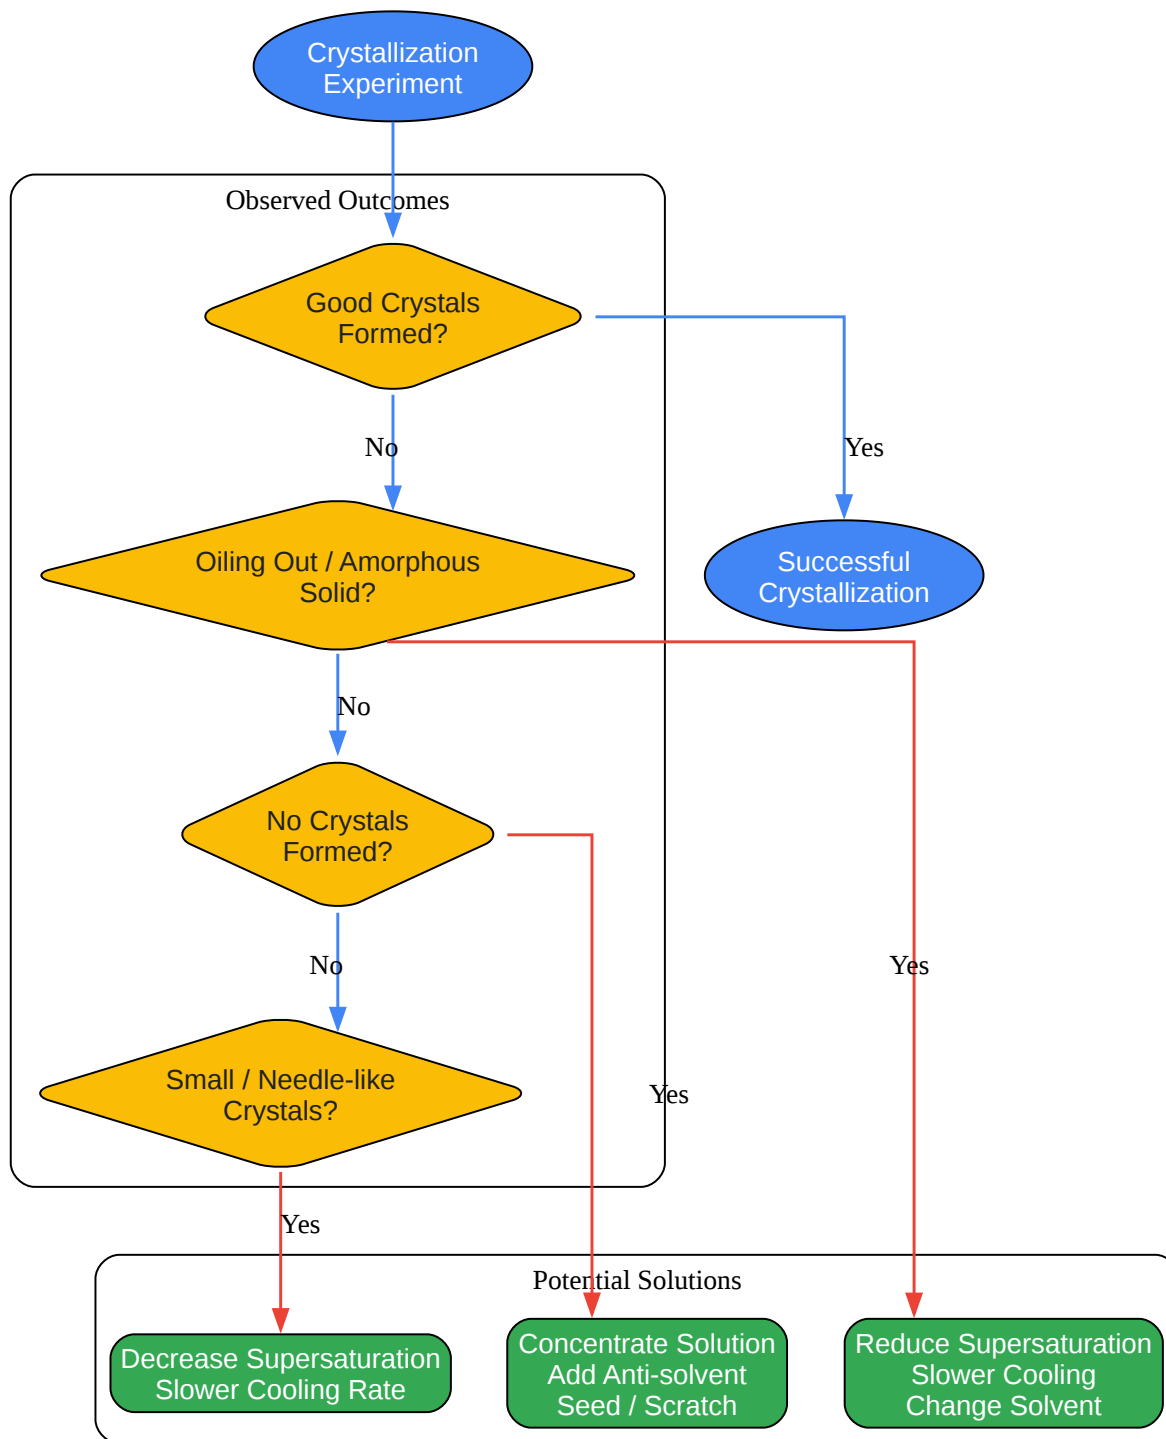 Crystallization
Experiment
Observed Outcomes
Good Crystals
Formed?
No
Yes
Oiling Out / Amorphous
Solid?
Successful
Crystallization
No
No Crystals
Formed?
No
Yes
Small / Needle-like
Crystals?
Yes
Yes
Potential Solutions
Decrease Supersaturation
Slower Cooling Rate
Concentrate Solution
Add Anti-solvent
Seed / Scratch
Reduce Supersaturation
Slower Cooling
Change Solvent